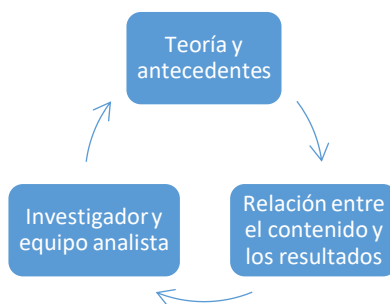 Teoría y
antecedentes
Relación entre
el contenido y
los resultados
Investigador y
equipo analista